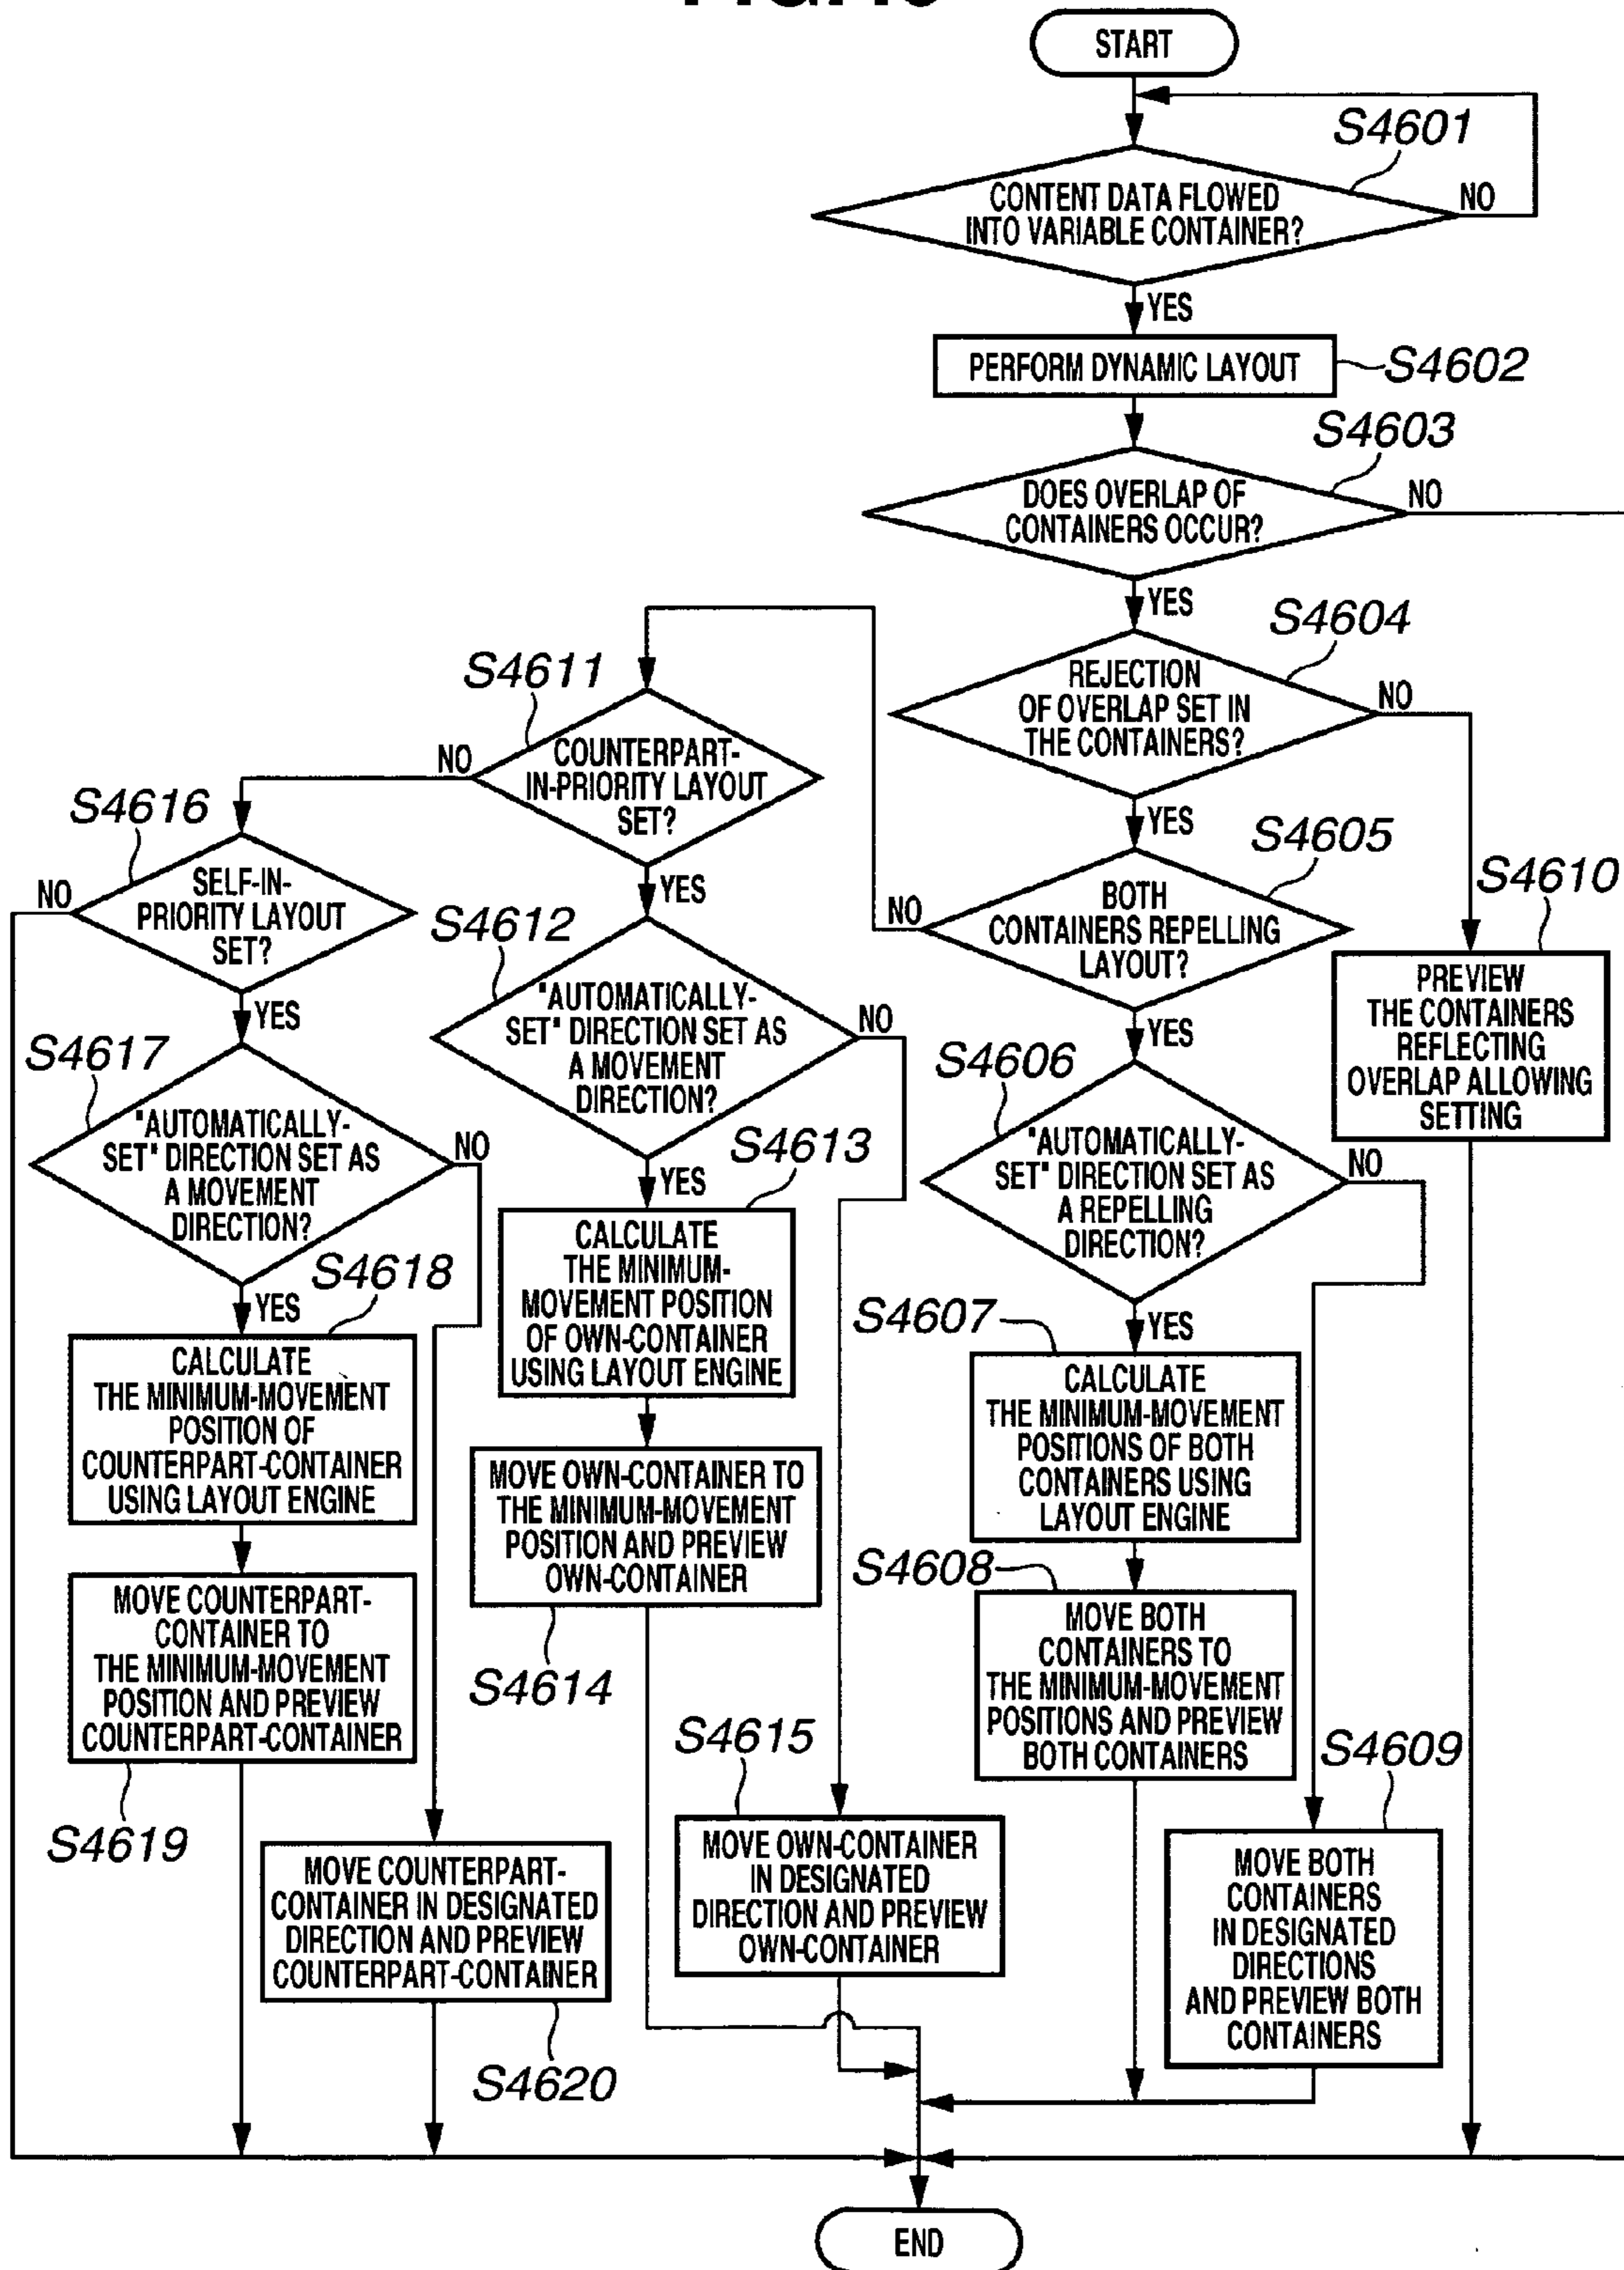 START
S4601
CONTENT DATA FLOWED
INTO VARIABLE CONTAINER?
NO
YES
PERFORM DYNAMIC LAYOUT
S4602
S4603
DOES OVERLAP OF
CONTAINERS OCCUR?
NO
YES
S4604
REJECTION
OF OVERLAP SET IN
THE CONTAINERS?
NO
YES
S4605
BOTH
CONTAINERS REPELLING
LAYOUT?
NO
YES
S4610
PREVIEW
THE CONTAINERS
REFLECTING
OVERLAP ALLOWING
SETTING
S4606
"AUTOMATICALLY-
SET" DIRECTION SET AS
A REPELLING
DIRECTION?
NO
YES
S4607
CALCULATE
THE MINIMUM-MOVEMENT
POSITIONS OF BOTH
CONTAINERS USING
LAYOUT ENGINE
S4608
MOVE BOTH
CONTAINERS TO
THE MINIMUM-MOVEMENT
POSITIONS AND PREVIEW
BOTH CONTAINERS
S4609
MOVE BOTH
CONTAINERS
IN DESIGNATED
DIRECTIONS
AND PREVIEW BOTH
CONTAINERS
S4611
COUNTERPART-
IN-PRIORITY LAYOUT
SET?
NO
YES
S4612
"AUTOMATICALLY-
SET" DIRECTION SET AS
A MOVEMENT
DIRECTION?
NO
YES
S4613
CALCULATE
THE MINIMUM-
MOVEMENT POSITION
OF OWN-CONTAINER
USING LAYOUT ENGINE
MOVE OWN-CONTAINER TO
THE MINIMUM-MOVEMENT
POSITION AND PREVIEW
OWN-CONTAINER
S4614
S4615
MOVE OWN-CONTAINER
IN DESIGNATED
DIRECTION AND PREVIEW
OWN-CONTAINER
S4616
SELF-IN-
PRIORITY LAYOUT
SET?
NO
YES
S4617
"AUTOMATICALLY-
SET" DIRECTION SET AS
A MOVEMENT
DIRECTION?
NO
YES
S4618
CALCULATE
THE MINIMUM-MOVEMENT
POSITION OF
COUNTERPART-CONTAINER
USING LAYOUT ENGINE
MOVE COUNTERPART-
CONTAINER TO
THE MINIMUM-MOVEMENT
POSITION AND PREVIEW
COUNTERPART-CONTAINER
S4619
MOVE COUNTERPART-
CONTAINER IN DESIGNATED
DIRECTION AND PREVIEW
COUNTERPART-CONTAINER
S4620
END